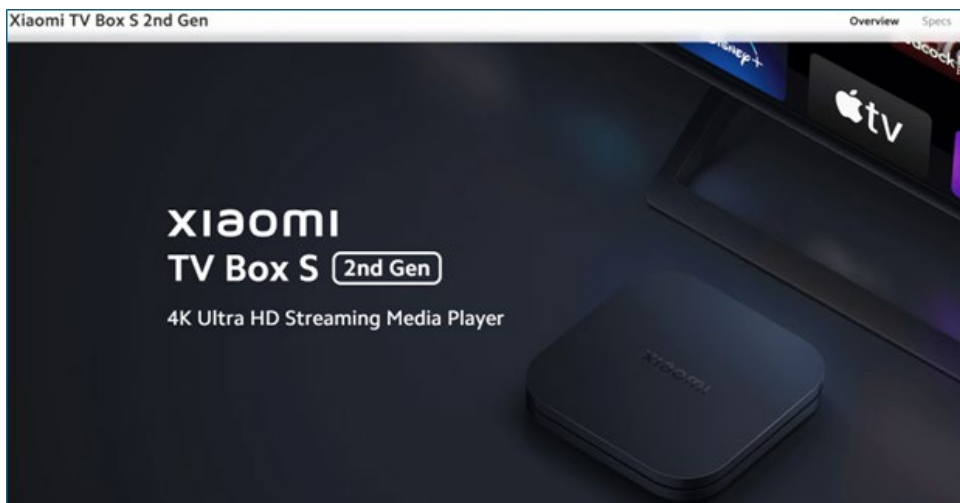 Xiaomi TV Box S 2nd Gen
Overview Specs
Disney+
tv
xiaomi
TV Box S 2nd Gen
4K Ultra HD Streaming Media Player
xiaomi